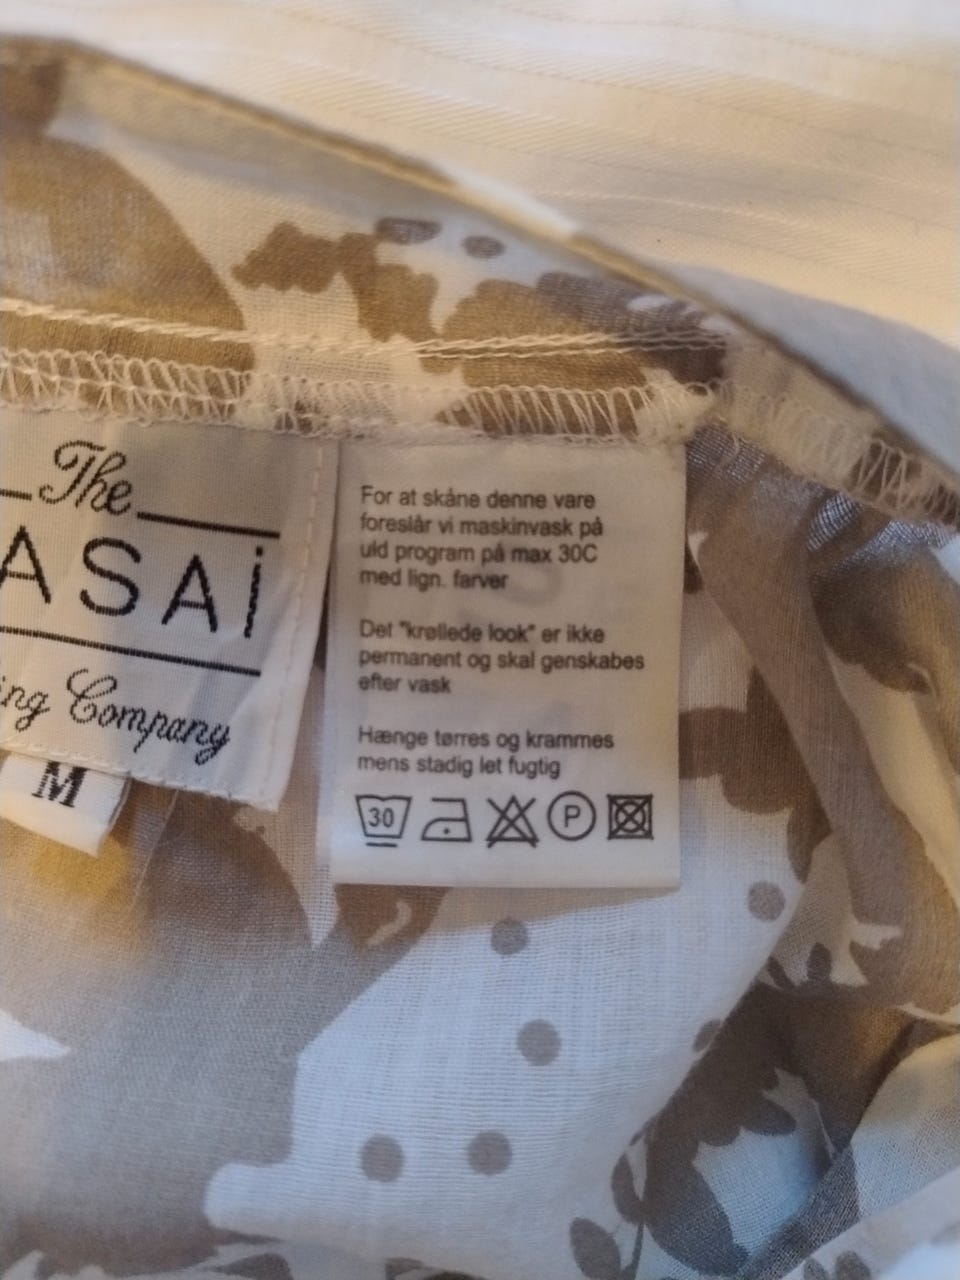 The
ASAi
ing Company
M
For at skåne denne vare
foreslår vi maskinvask på
uld program på max 30C
med lign. farver
Det "krøllede look" er ikke
permanent og skal genskabes
efter vask
Hænge tørres og krammes
mens stadig let fugtig
30
P